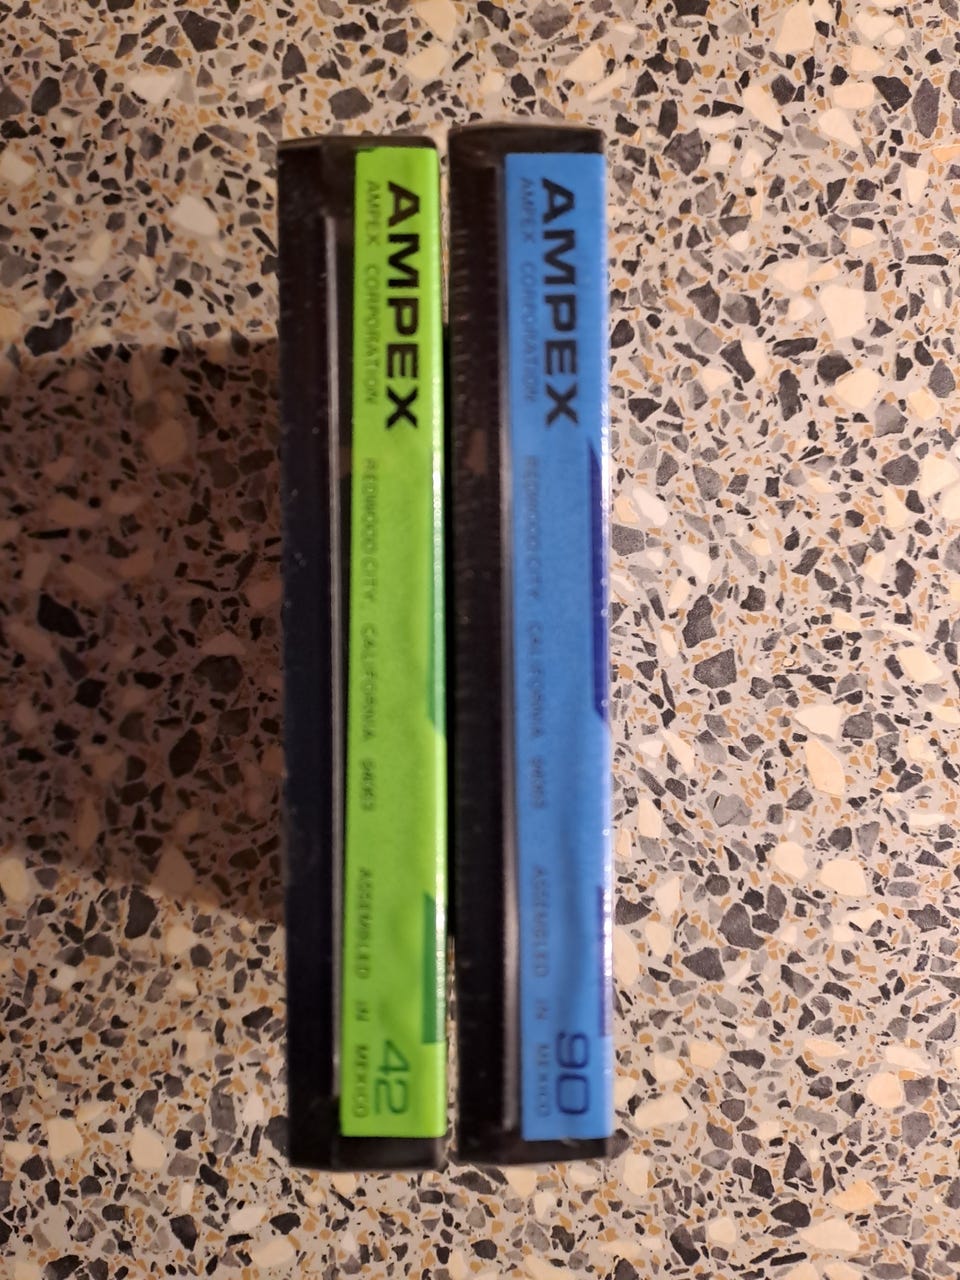 AMPEX
AMPEX CORPORATION REDWOOD CITY, CALIFORNIA 94063 ASSEMBLED IN MEXICO
42
AMPEX
AMPEX CORPORATION REDWOOD CITY, CALIFORNIA 94063 ASSEMBLED IN MEXICO
90